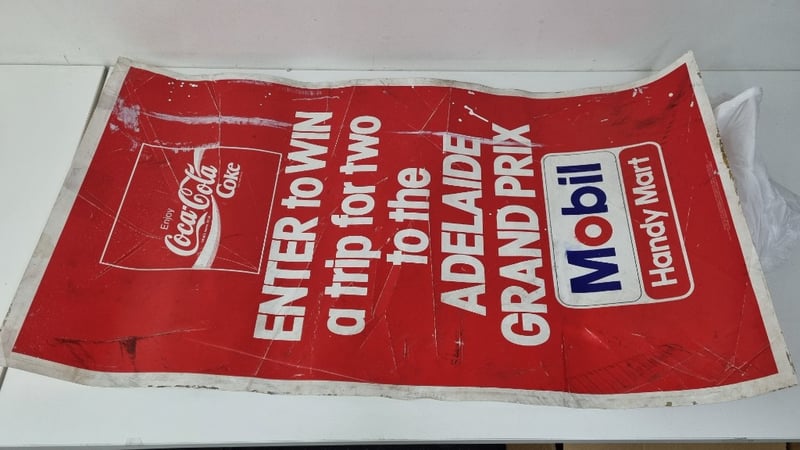 Enjoy
Coca-Cola
Coke
ENTER to WIN
a trip for two
to the
ADELAIDE
GRAND PRIX
Mobil
Handy Mart